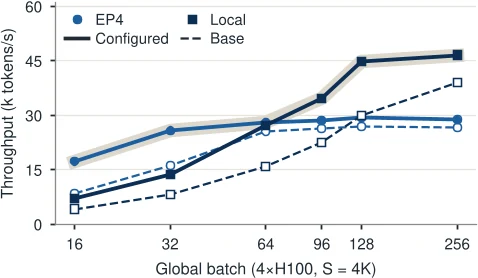 60
EP4
Local
Configured
Base
45
30
15
0
Throughput (k tokens/s)
16 32 64 96 128 256
Global batch (4×H100, S = 4K)